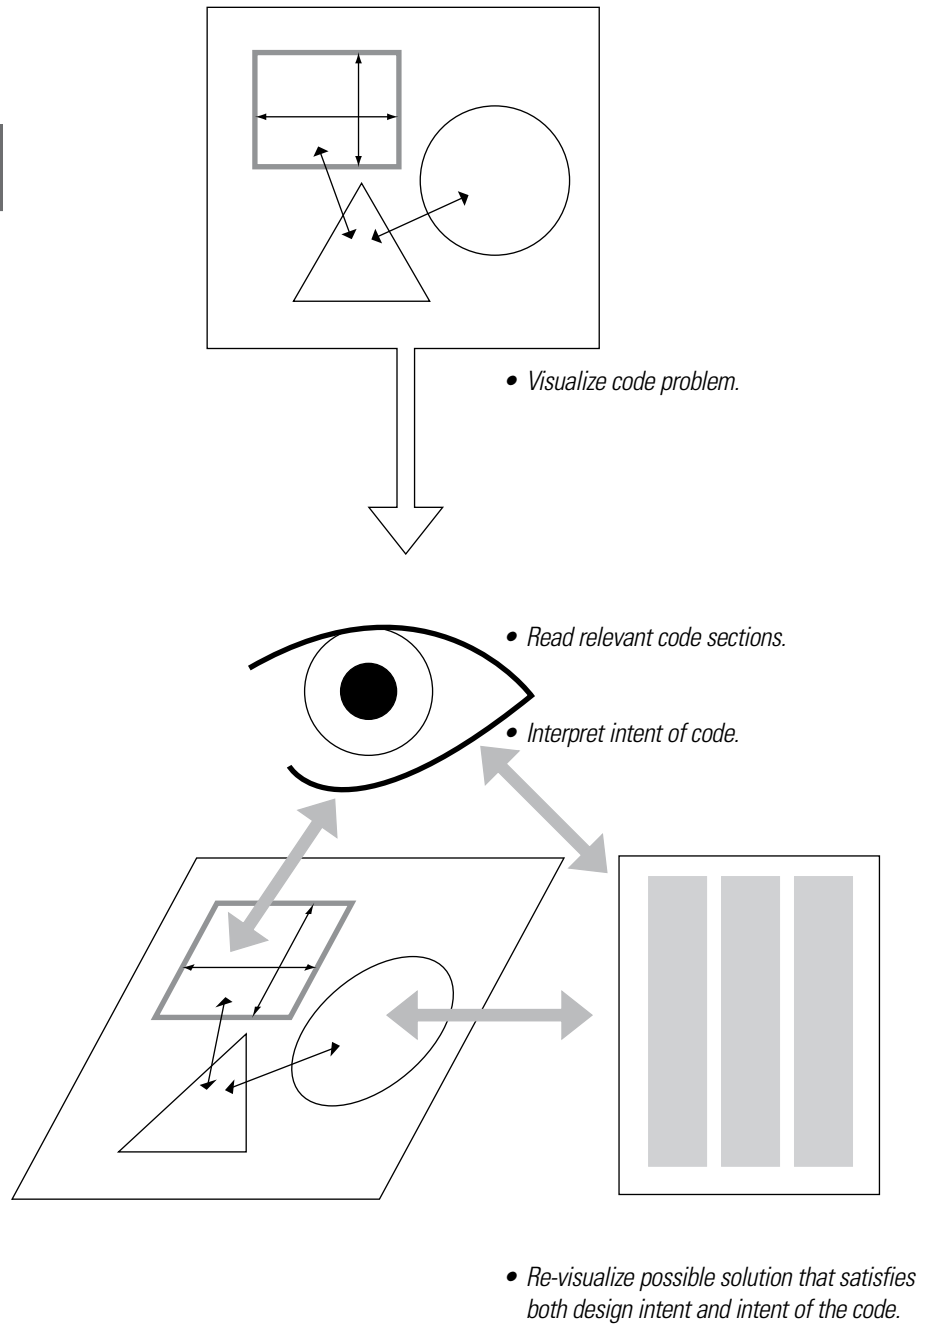 • Visualize code problem.
• Read relevant code sections.
• Interpret intent of code.
• Re-visualize possible solution that satisfies
both design intent and intent of the code.